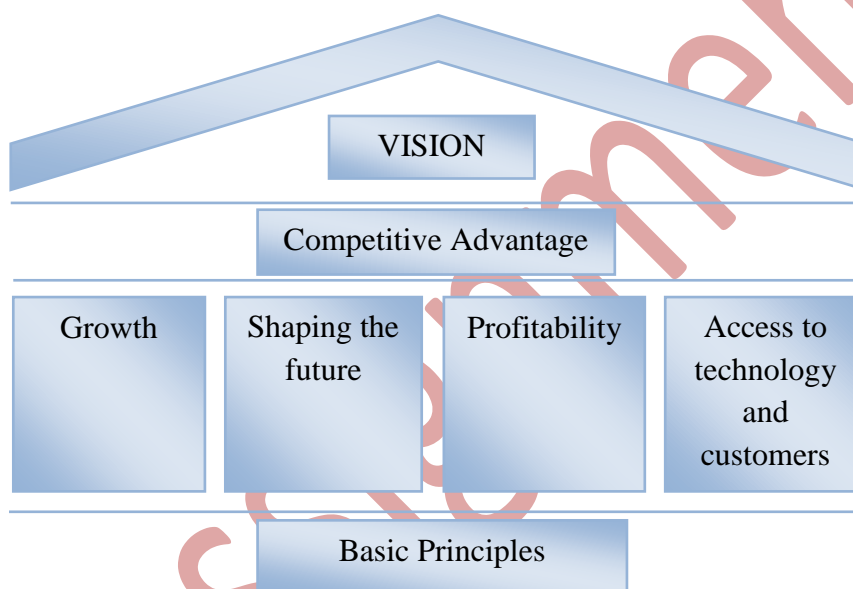 VISION
Competitive Advantage
Growth
Shaping the
future
Profitability
Access to
technology
and
customers
Basic Principles